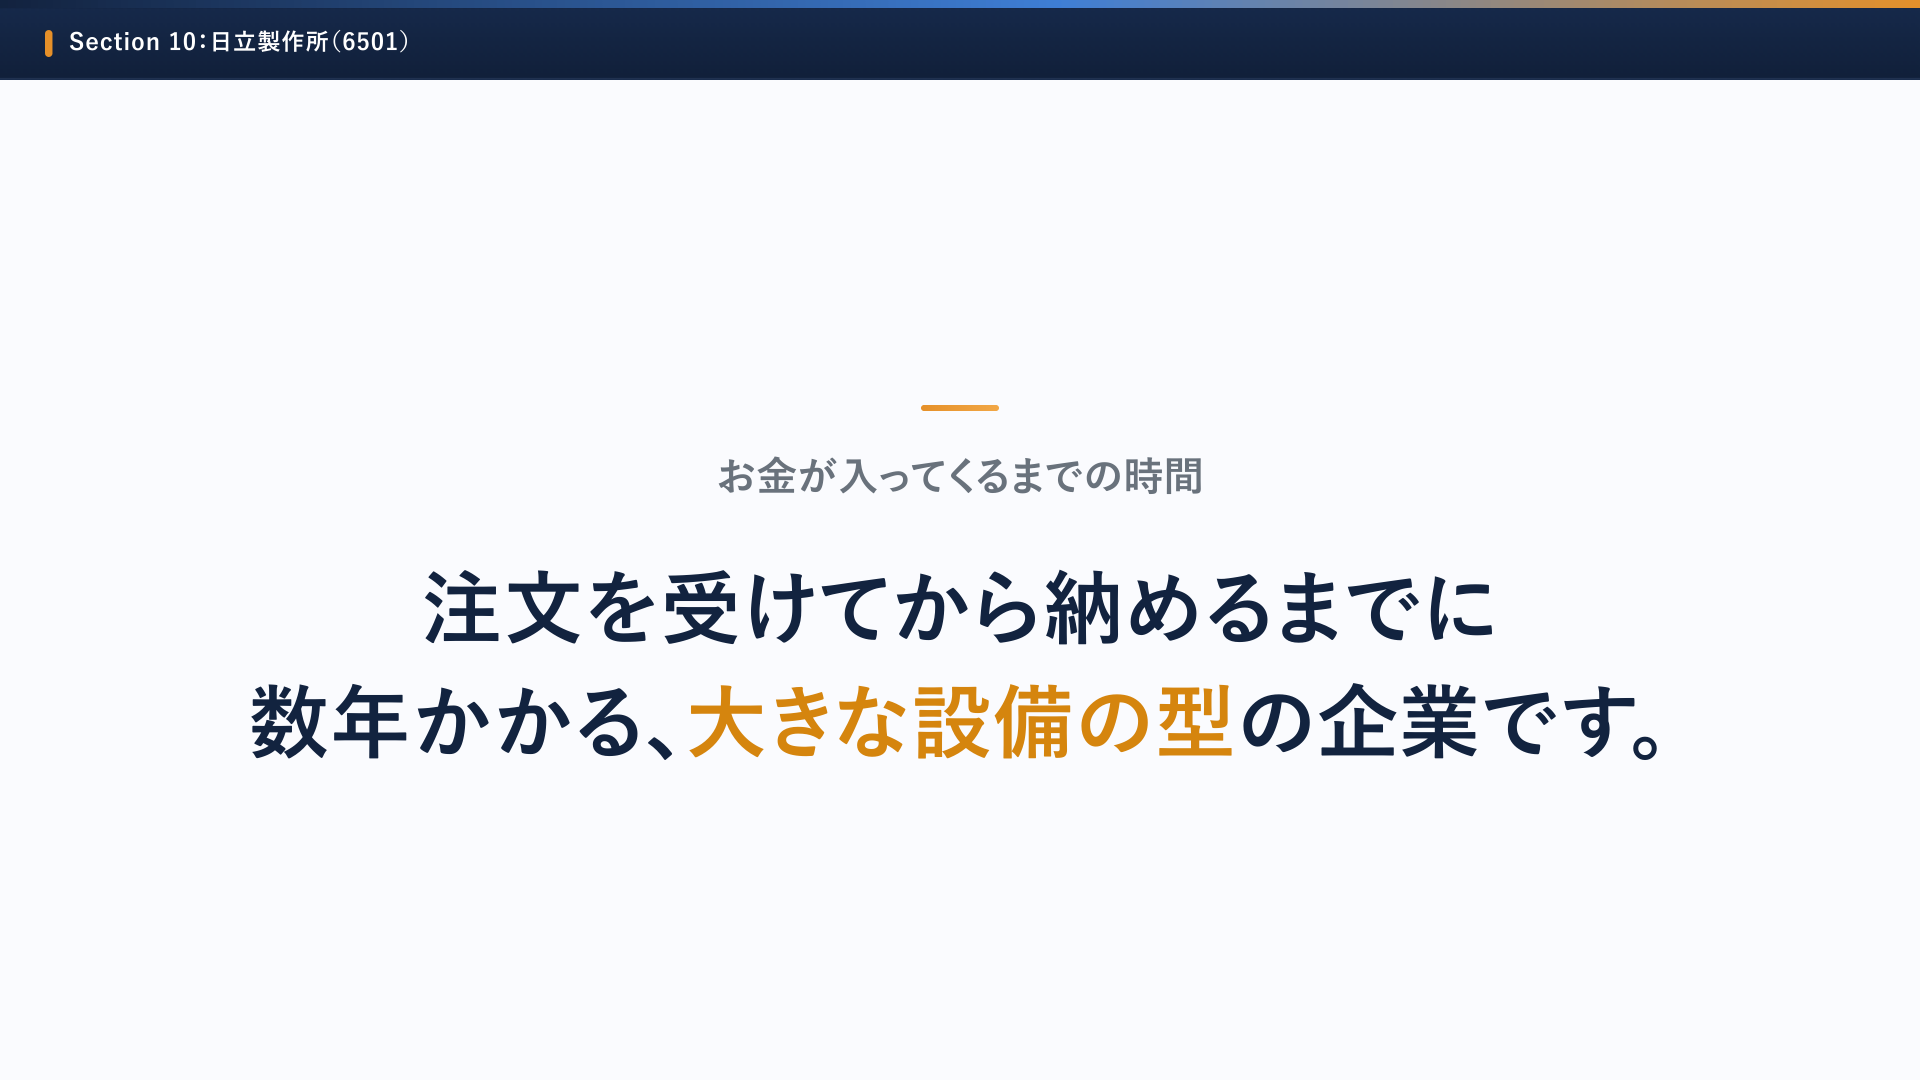 Section 10：日立製作所（6501）
お金が入ってくるまでの時間
注文を受けてから納めるまでに
数年かかる、大きな設備の型の企業です。